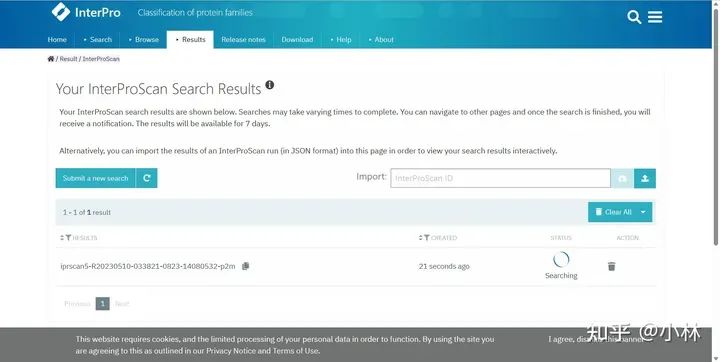 InterPro
Classification of protein families
Home Search Browse Results Release notes Download Help About
/ Result / InterProScan
Your InterProScan Search Results
Your InterProScan search results are shown below. Searches may take varying times to complete. You can navigate to other pages and once the search is finished, you will
receive a notification. The results will be available for 7 days.
Alternatively, you can import the results of an InterProScan run (in JSON format) into this page in order to view your search results interactively.
Submit a new search
Import: InterProScan ID
1 - 1 of 1 result
Clear All
RESULTS CREATED STATUS ACTION
iprscan5-R20230510-033821-0823-14080532-p2m 21 seconds ago
Searching
Previous 1 Next
This website requires cookies, and the limited processing of your personal data in order to function. By using the site you
are agreeing to this as outlined in our Privacy Notice and Terms of Use.
I agree, dismiss this banner
知乎 @小林